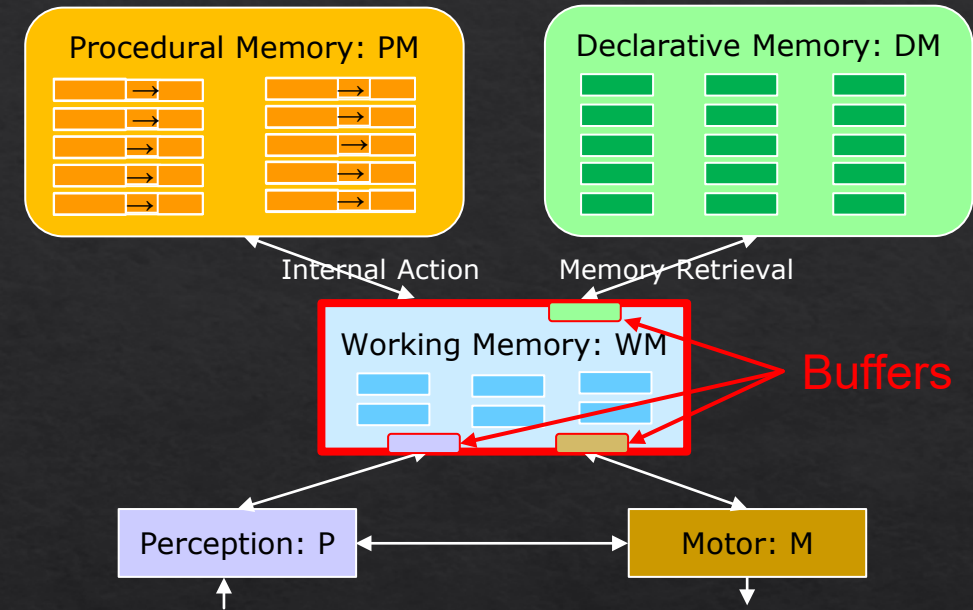 Procedural Memory: PM
→ →
→ →
→ →
→ →
→ →
Declarative Memory: DM
Internal Action
Memory Retrieval
Working Memory: WM
Buffers
Perception: P
Motor: M